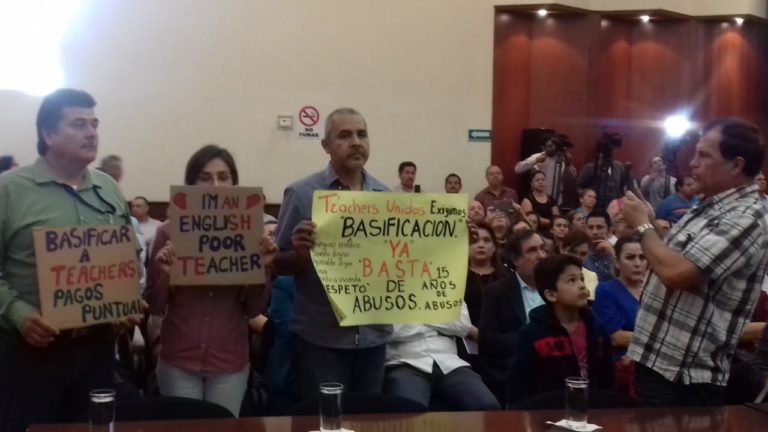 NO
FUMAR
BASIFICAR
A
TEACHERS
PAGOS
PUNTUAL
I'M AN
ENGLISH
POOR
TEACHER
Teachers Unidos Exigimos
"BASIFICACION."
"YA
BASTA" 15
DE AÑOS
DE
ABUSOS. ABUSOS